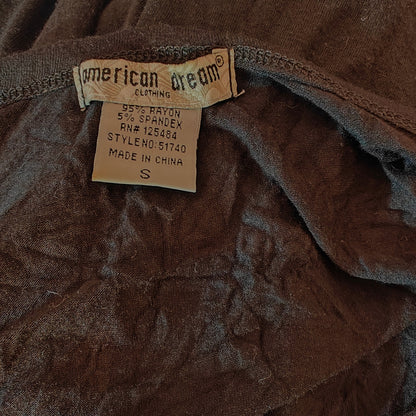 american dream®
CLOTHING
95% RAYON
5% SPANDEX
RN# 125484
STYLE NO: 51740
MADE IN CHINA
S